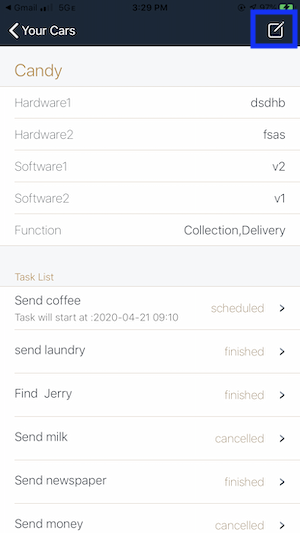 Gmail 5G 3:29 PM 97%
Your Cars
Candy
Hardware1 dsdhb
Hardware2 fsas
Software1 v2
Software2 v1
Function Collection,Delivery
Task List
Send coffee scheduled
Task will start at :2020-04-21 09:10
send laundry finished
Find Jerry finished
Send milk cancelled
Send newspaper finished
Send money cancelled